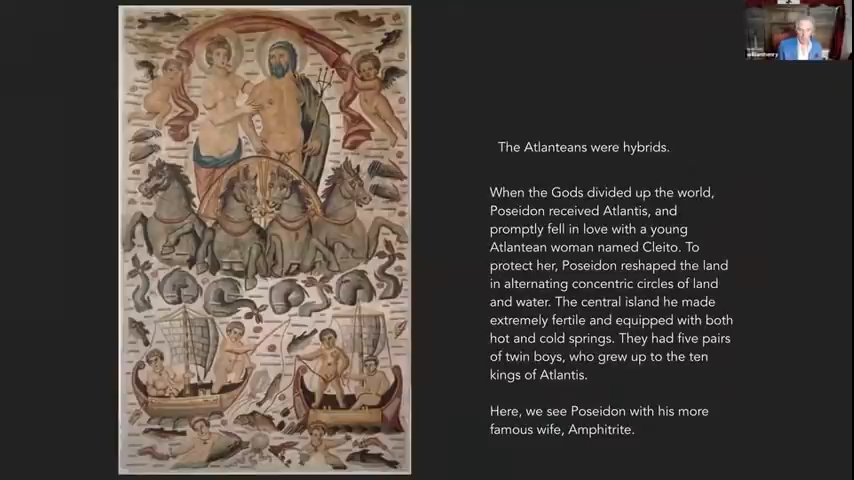 The Atlanteans were hybrids.
When the Gods divided up the world,
Poseidon received Atlantis, and
promptly fell in love with a young
Atlantean woman named Cleito. To
protect her, Poseidon reshaped the land
in alternating concentric circles of land
and water. The central island he made
extremely fertile and equipped with both
hot and cold springs. They had five pairs
of twin boys, who grew up to the ten
kings of Atlantis.
Here, we see Poseidon with his more
famous wife, Amphitrite.
williamhenry